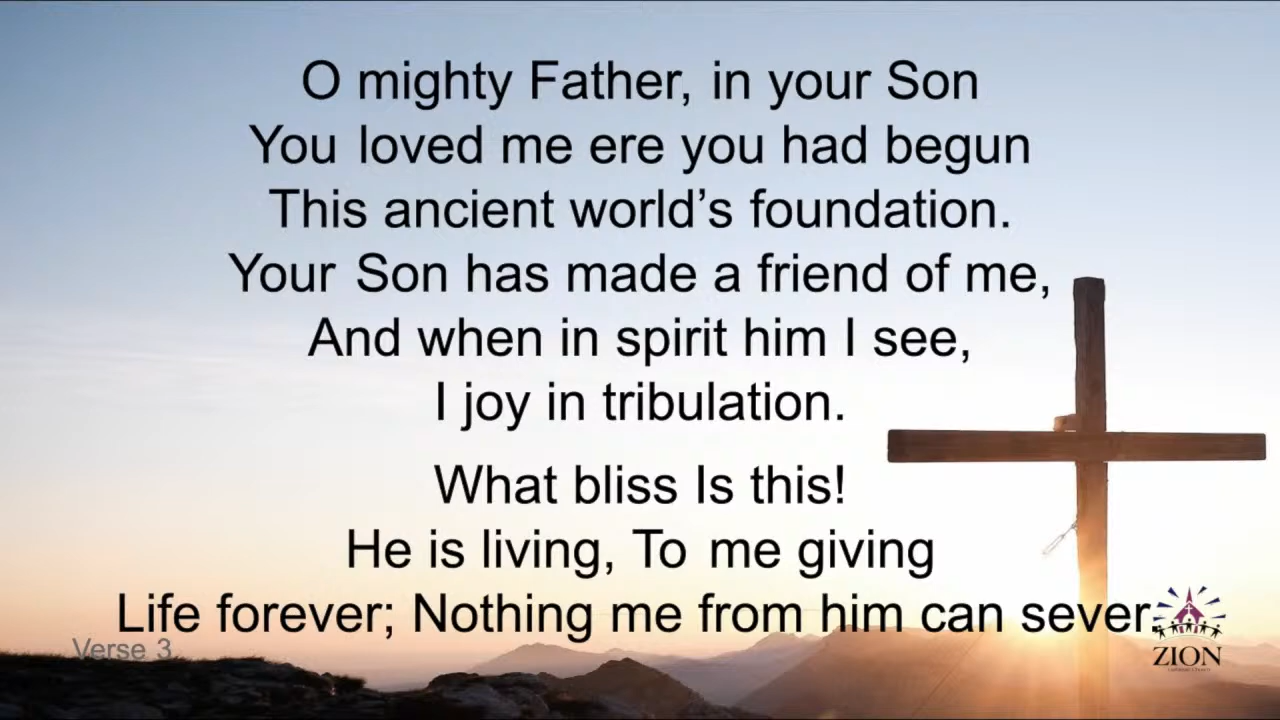 O mighty Father, in your Son
You loved me ere you had begun
This ancient world’s foundation.
Your Son has made a friend of me,
And when in spirit him I see,
I joy in tribulation.
What bliss Is this!
He is living, To me giving
Life forever; Nothing me from him can sever.
Verse 3
ZION
Lutheran Church